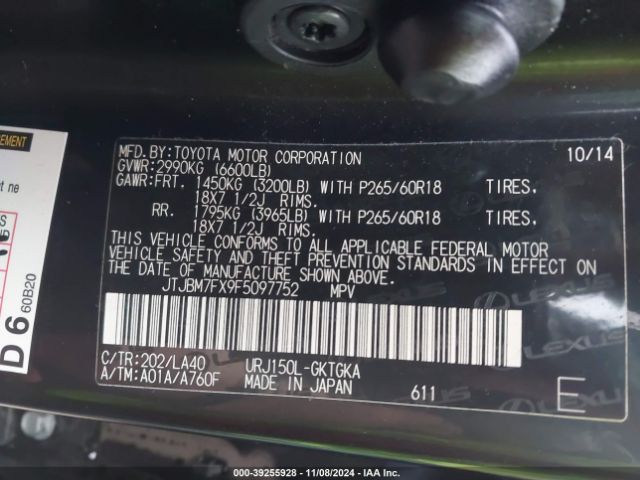 MFD.BY:TOYOTA MOTOR CORPORATION 10/14
GVWR:2990KG (6600LB)
GAWR:FRT. 1450KG (3200LB) WITH P265/60R18 TIRES.
18X7 1/2J RIMS.
RR. 1795KG (3965LB) WITH P265/60R18 TIRES.
18X7 1/2J RIMS.
THIS VEHICLE CONFORMS TO ALL APPLICABLE FEDERAL MOTOR
VEHICLE SAFETY AND THEFT PREVENTION STANDARDS IN EFFECT ON
THE DATE OF MANUFACTURE SHOWN ABOVE.
JTJBM7FX9F5097752 MPV
C/TR:202/LA40 URJ150L-GKTGKA
A/TM:A01A/A760F MADE IN JAPAN 611
E
EMENT
t ne
D 6
60B20
LEXUS
000-39255928 - 11/08/2024 - IAA Inc.